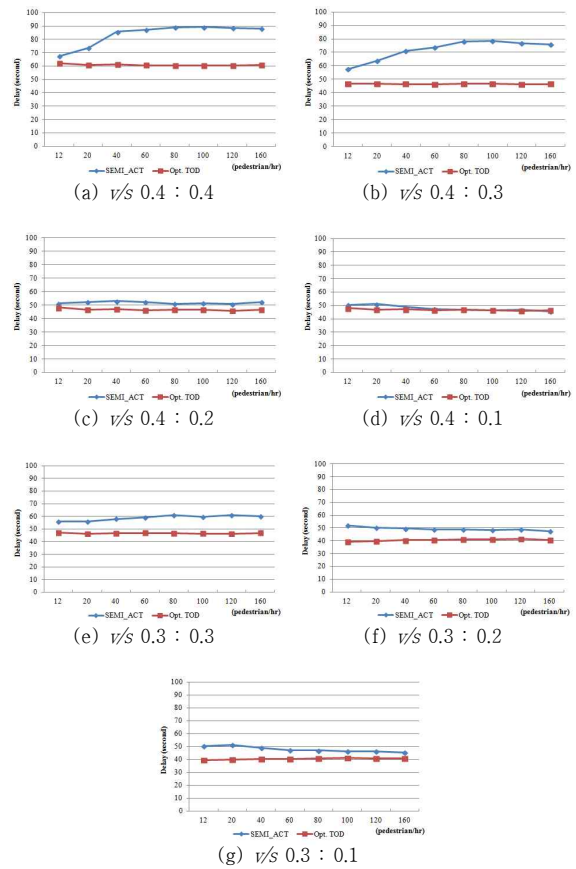 100
90
80
70
60
50
40
30
20
10
0
Delay (second)
12 20 40 60 80 100 120 160
(pedestrian/hr)
SEMI_ACT Opt. TOD
(a) v/s 0.4 : 0.4
100
90
80
70
60
50
40
30
20
10
0
Delay (second)
12 20 40 60 80 100 120 160
(pedestrian/hr)
SEMI_ACT Opt. TOD
(b) v/s 0.4 : 0.3
100
90
80
70
60
50
40
30
20
10
0
Delay (second)
12 20 40 60 80 100 120 160
(pedestrian/hr)
SEMI_ACT Opt. TOD
(c) v/s 0.4 : 0.2
100
90
80
70
60
50
40
30
20
10
0
Delay (second)
12 20 40 60 80 100 120 160
(pedestrian/hr)
SEMI_ACT Opt. TOD
(d) v/s 0.4 : 0.1
100
90
80
70
60
50
40
30
20
10
0
Delay (second)
12 20 40 60 80 100 120 160
(pedestrian/hr)
SEMI_ACT Opt. TOD
(e) v/s 0.3 : 0.3
100
90
80
70
60
50
40
30
20
10
0
Delay (second)
12 20 40 60 80 100 120 160
(pedestrian/hr)
SEMI_ACT Opt. TOD
(f) v/s 0.3 : 0.2
100
90
80
70
60
50
40
30
20
10
0
Delay (second)
12 20 40 60 80 100 120 160
(pedestrian/hr)
SEMI_ACT Opt. TOD
(g) v/s 0.3 : 0.1